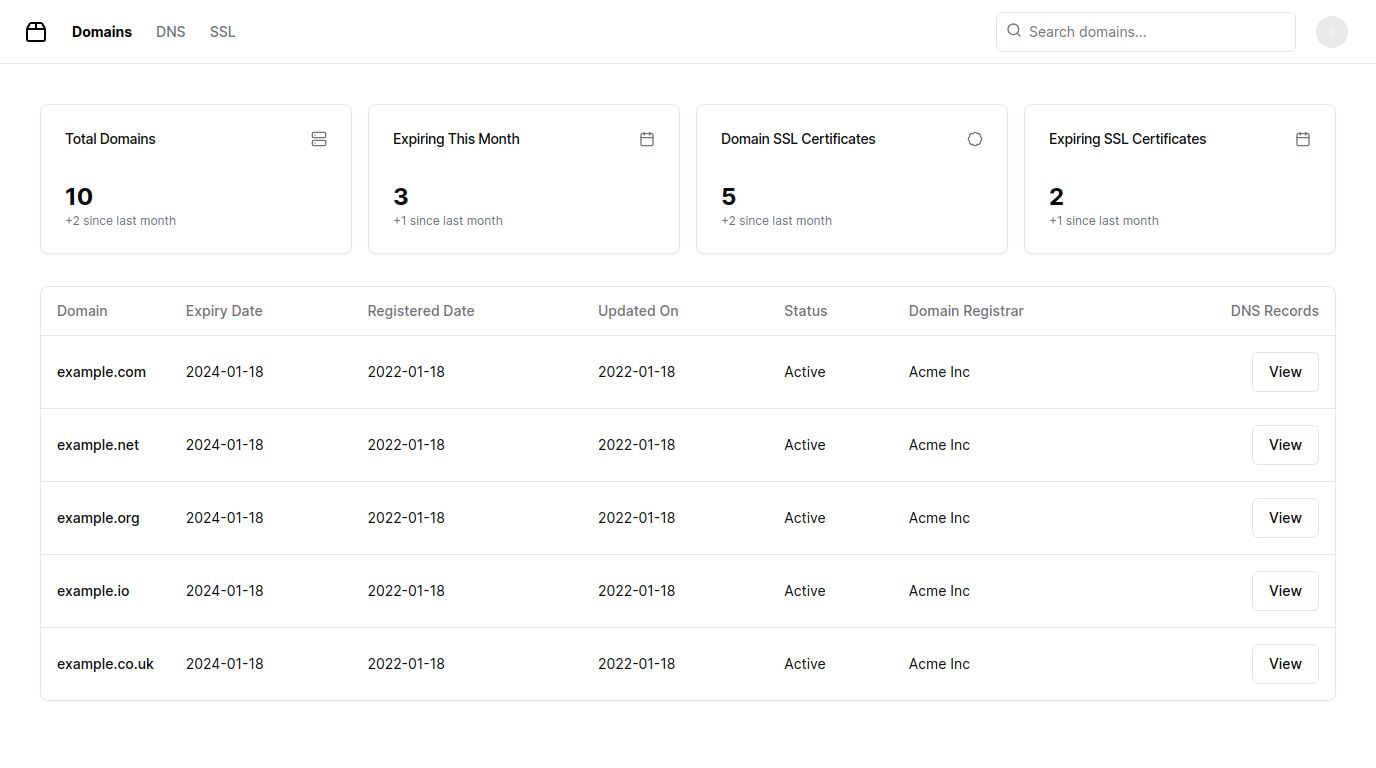 Domains DNS SSL Search domains...
Total Domains Expiring This Month Domain SSL Certificates Expiring SSL Certificates
10 3 5 2
+2 since last month +1 since last month +2 since last month +1 since last month
Domain Expiry Date Registered Date Updated On Status Domain Registrar DNS Records
example.com 2024-01-18 2022-01-18 2022-01-18 Active Acme Inc View
example.net 2024-01-18 2022-01-18 2022-01-18 Active Acme Inc View
example.org 2024-01-18 2022-01-18 2022-01-18 Active Acme Inc View
example.io 2024-01-18 2022-01-18 2022-01-18 Active Acme Inc View
example.co.uk 2024-01-18 2022-01-18 2022-01-18 Active Acme Inc View